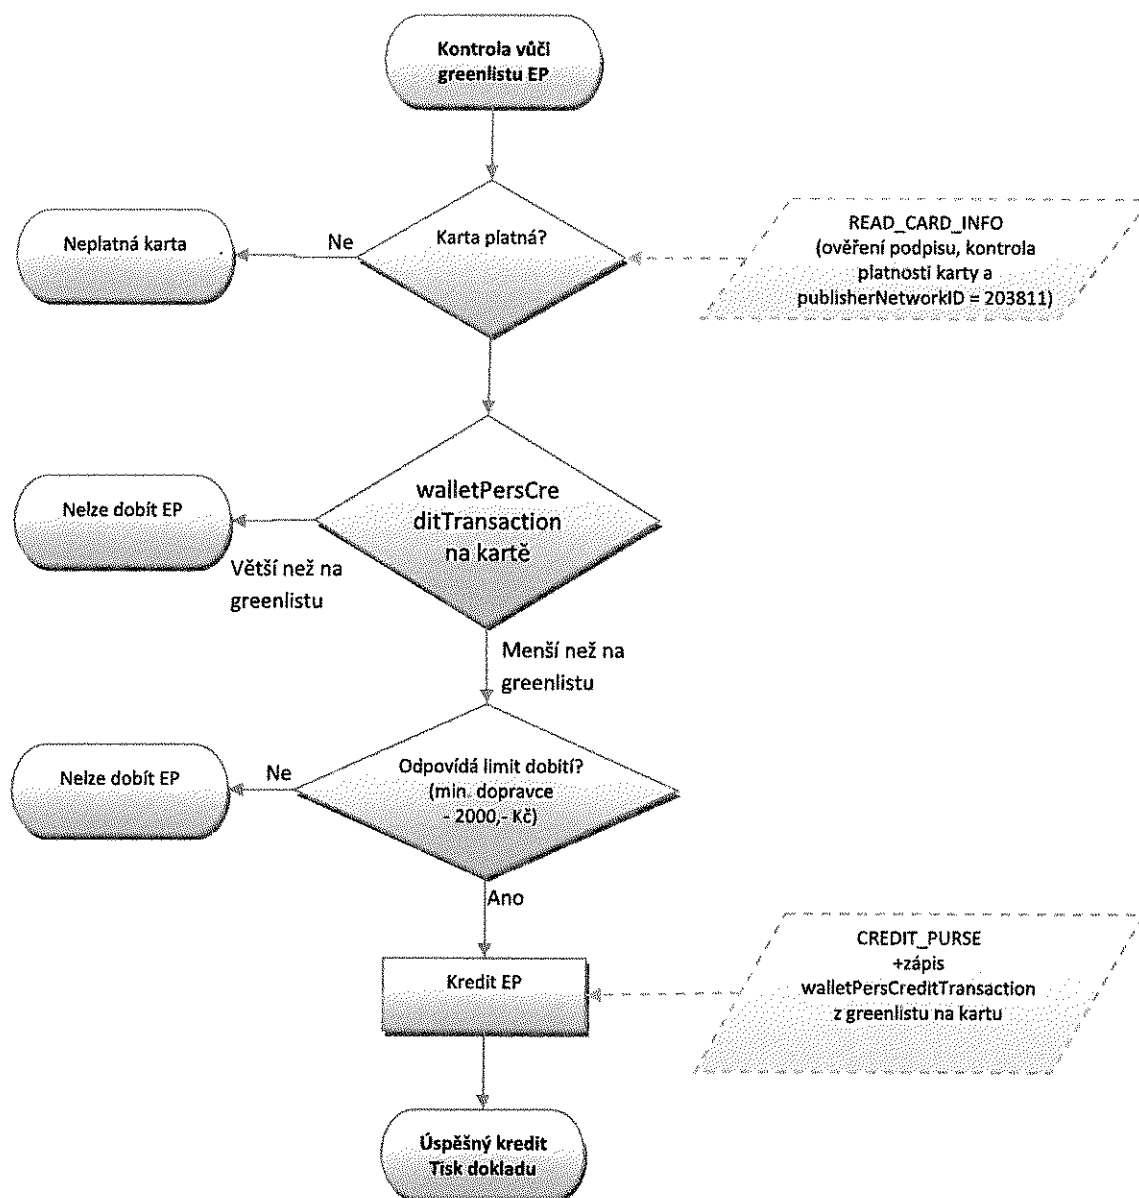 Kontrola vůči
greenlistu EP
Neplatná karta
Ne
Karta platná?
READ_CARD_INFO
(ověření podpisu, kontrola
platnosti karty a
publisherNetworkID = 203811)
Nelze dobít EP
walletPersCre
ditTransaction
na kartě
Větší než na
greenlistu
Menší než na
greenlistu
Nelze dobít EP
Ne
Odpovídá limit dobití?
(min. dopravce
- 2000,- Kč)
Ano
Kredit EP
CREDIT_PURSE
+zápis
walletPersCreditTransaction
z greenlistu na kartu
Úspěšný kredit
Tisk dokladu